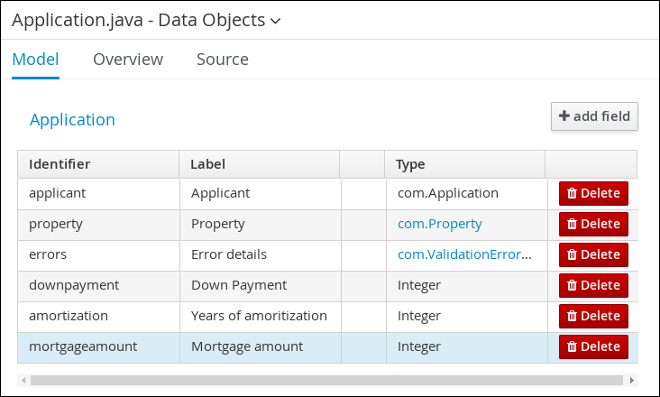 Application.java - Data Objects
Model Overview Source
Application
add field
Identifier Label Type
applicant Applicant com.Application Delete
property Property com.Property Delete
errors Error details com.ValidationError... Delete
downpayment Down Payment Integer Delete
amortization Years of amoritization Integer Delete
mortgageamount Mortgage amount Integer Delete